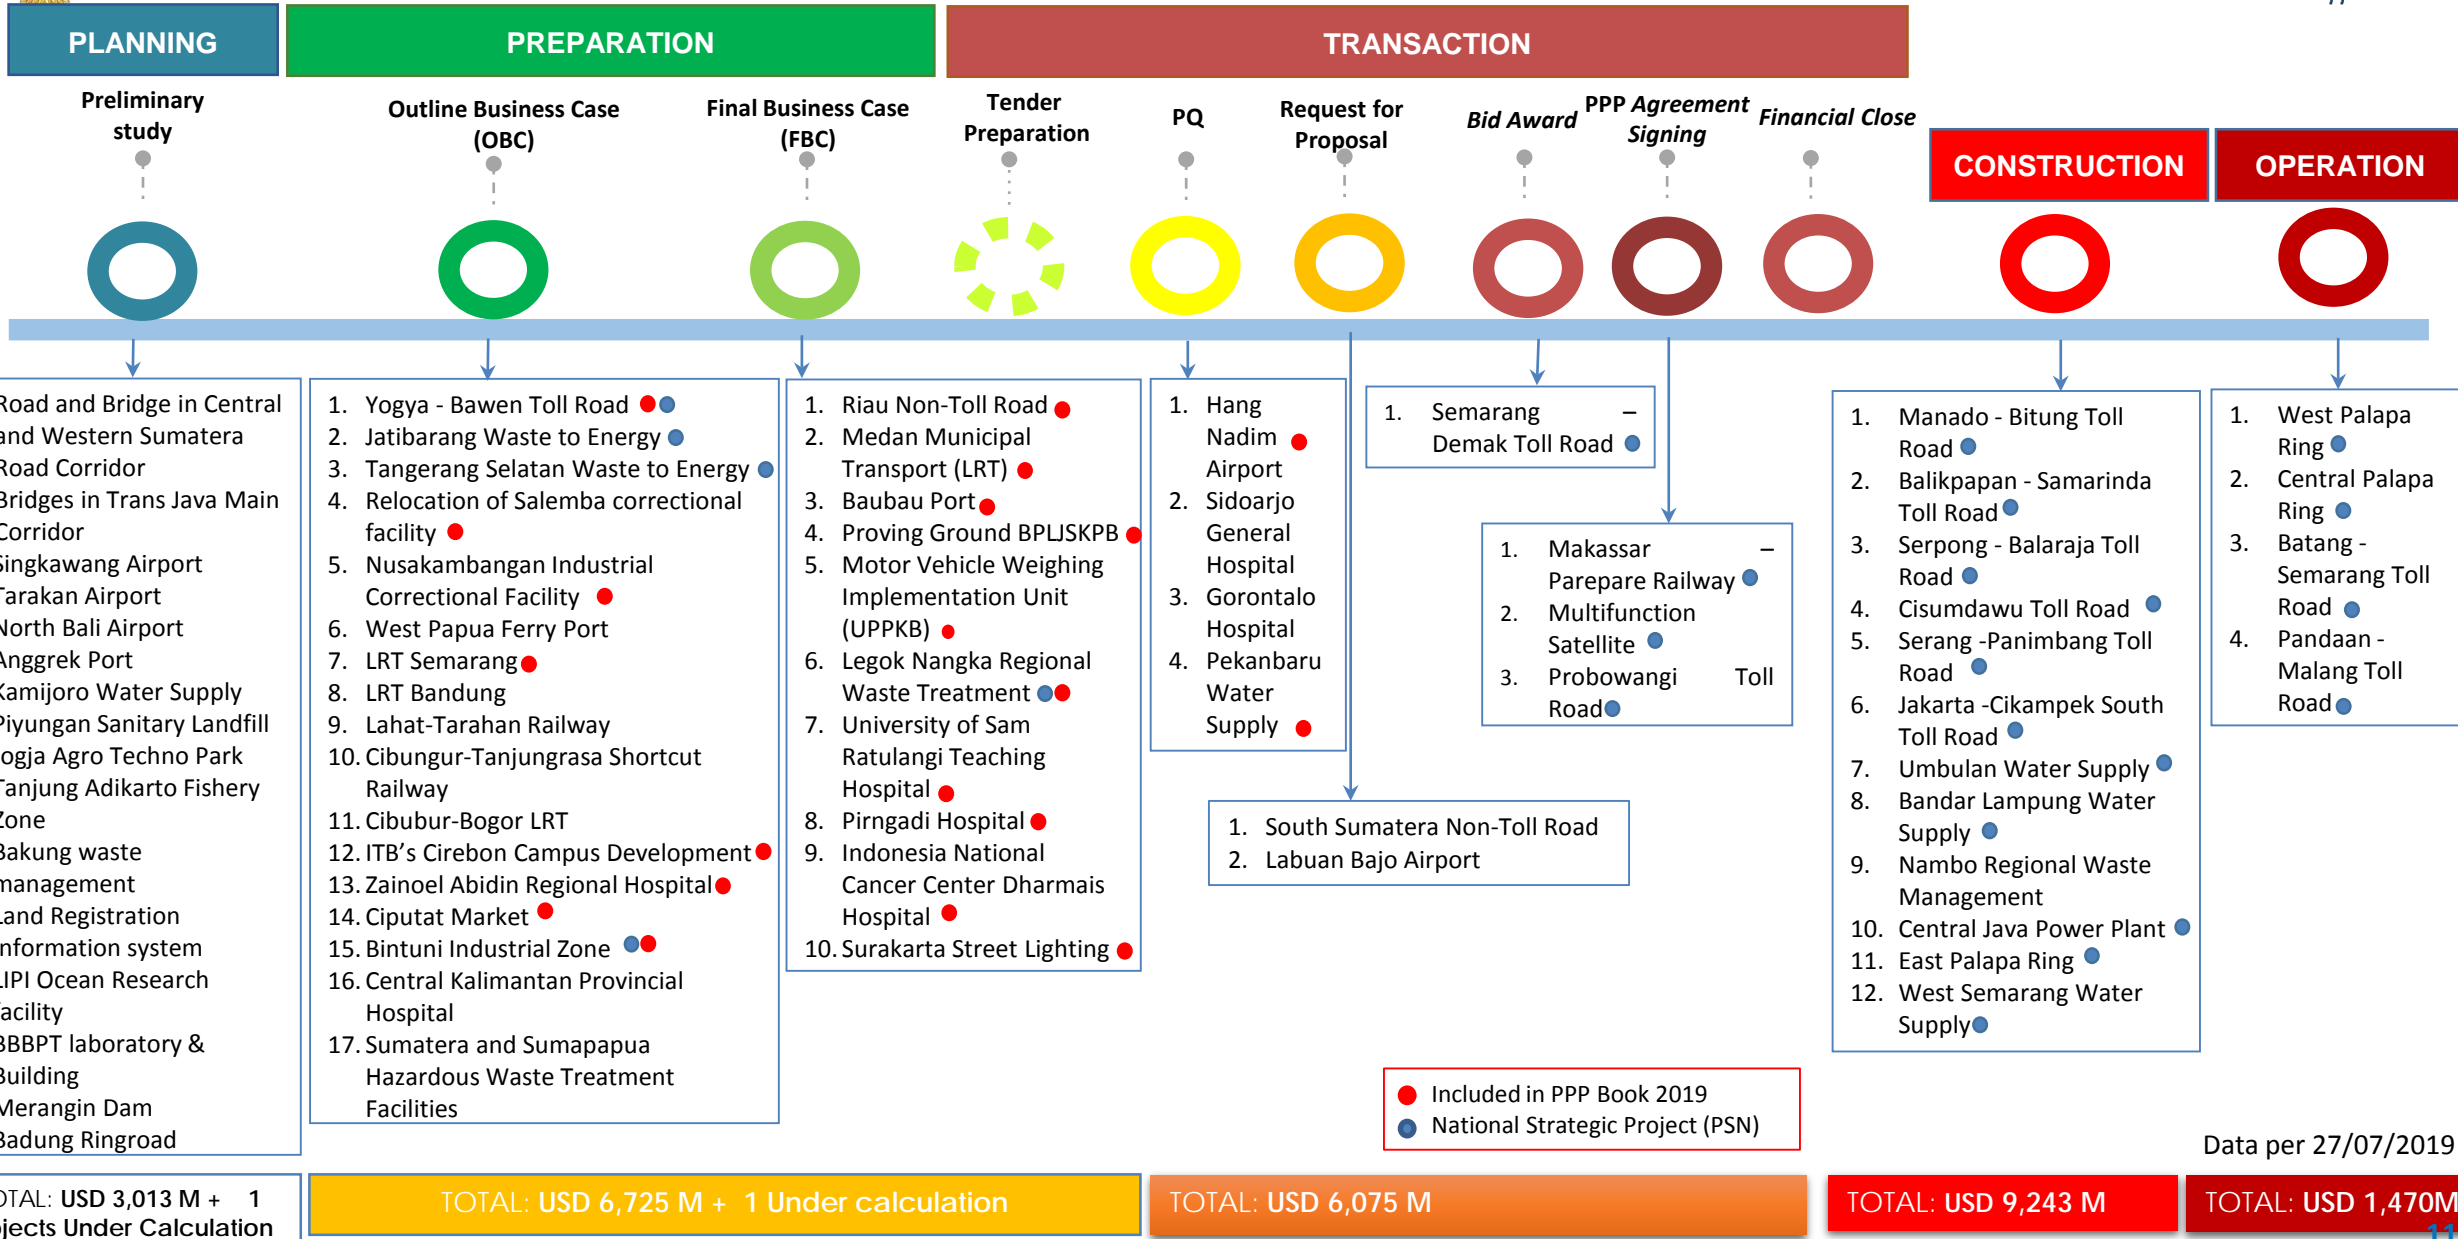 PLANNING
PREPARATION
TRANSACTION
Preliminary
study
Outline Business Case
(OBC)
Final Business Case
(FBC)
Tender
Preparation
PQ
Request for
Proposal
Bid Award
PPP Agreement
Signing
Financial Close
CONSTRUCTION
OPERATION
Road and Bridge in Central
and Western Sumatera
Road Corridor
Bridges in Trans Java Main
Corridor
Singkawang Airport
Tarakan Airport
North Bali Airport
Anggrek Port
Kamijoro Water Supply
Piyungan Sanitary Landfill
Jogja Agro Techno Park
Tanjung Adikarto Fishery
Zone
Bakung waste
management
Land Registration
information system
LIPI Ocean Research
facility
BBBPT laboratory &
Building
Merangin Dam
Badung Ringroad
1. Yogya - Bawen Toll Road
2. Jatibarang Waste to Energy
3. Tangerang Selatan Waste to Energy
4. Relocation of Salemba correctional
facility
5. Nusakambangan Industrial
Correctional Facility
6. West Papua Ferry Port
7. LRT Semarang
8. LRT Bandung
9. Lahat-Tarahan Railway
10. Cibungur-Tanjungrasa Shortcut
Railway
11. Cibubur-Bogor LRT
12. ITB’s Cirebon Campus Development
13. Zainoel Abidin Regional Hospital
14. Ciputat Market
15. Bintuni Industrial Zone
16. Central Kalimantan Provincial
Hospital
17. Sumatera and Sumapapua
Hazardous Waste Treatment
Facilities
1. Riau Non-Toll Road
2. Medan Municipal
Transport (LRT)
3. Baubau Port
4. Proving Ground BPLJSKPB
5. Motor Vehicle Weighing
Implementation Unit
(UPPKB)
6. Legok Nangka Regional
Waste Treatment
7. University of Sam
Ratulangi Teaching
Hospital
8. Pirngadi Hospital
9. Indonesia National
Cancer Center Dharmais
Hospital
10. Surakarta Street Lighting
1. Hang
Nadim
Airport
2. Sidoarjo
General
Hospital
3. Gorontalo
Hospital
4. Pekanbaru
Water
Supply
1. South Sumatera Non-Toll Road
2. Labuan Bajo Airport
1. Semarang –
Demak Toll Road
1. Makassar –
Parepare Railway
2. Multifunction
Satellite
3. Probowangi Toll
Road
1. Manado - Bitung Toll
Road
2. Balikpapan - Samarinda
Toll Road
3. Serpong - Balaraja Toll
Road
4. Cisumdawu Toll Road
5. Serang -Panimbang Toll
Road
6. Jakarta -Cikampek South
Toll Road
7. Umbulan Water Supply
8. Bandar Lampung Water
Supply
9. Nambo Regional Waste
Management
10. Central Java Power Plant
11. East Palapa Ring
12. West Semarang Water
Supply
1. West Palapa
Ring
2. Central Palapa
Ring
3. Batang -
Semarang Toll
Road
4. Pandaan -
Malang Toll
Road
Included in PPP Book 2019
National Strategic Project (PSN)
Data per 27/07/2019
OTAL: USD 3,013 M + 1
ojects Under Calculation
TOTAL: USD 6,725 M + 1 Under calculation
TOTAL: USD 6,075 M
TOTAL: USD 9,243 M
TOTAL: USD 1,470M
11